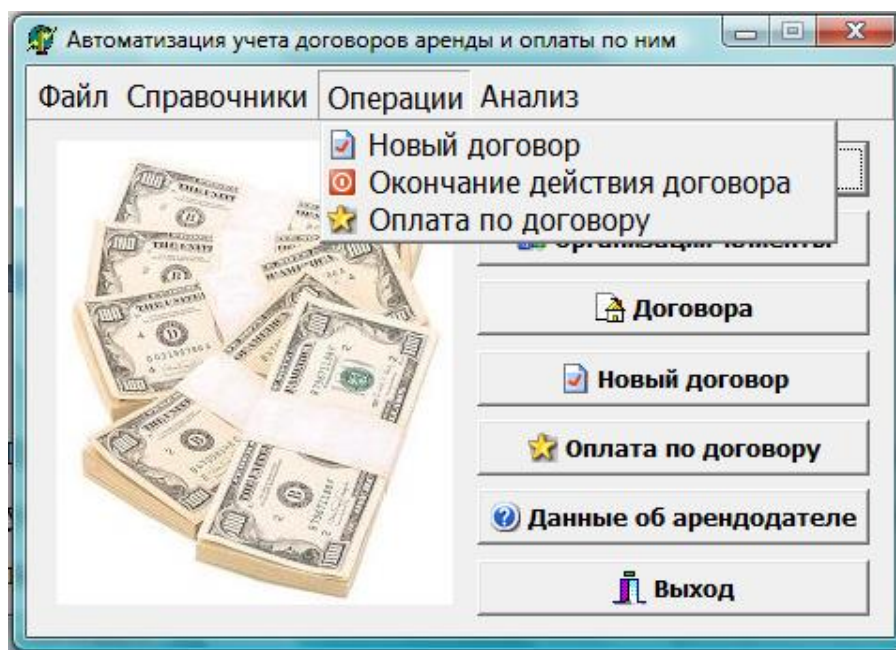 Автоматизация учета договоров аренды и оплаты по ним
Файл Справочники Операции Анализ
Новый договор
Окончание действия договора
Оплата по договору
Договора
Новый договор
Оплата по договору
Данные об арендодателе
Выход